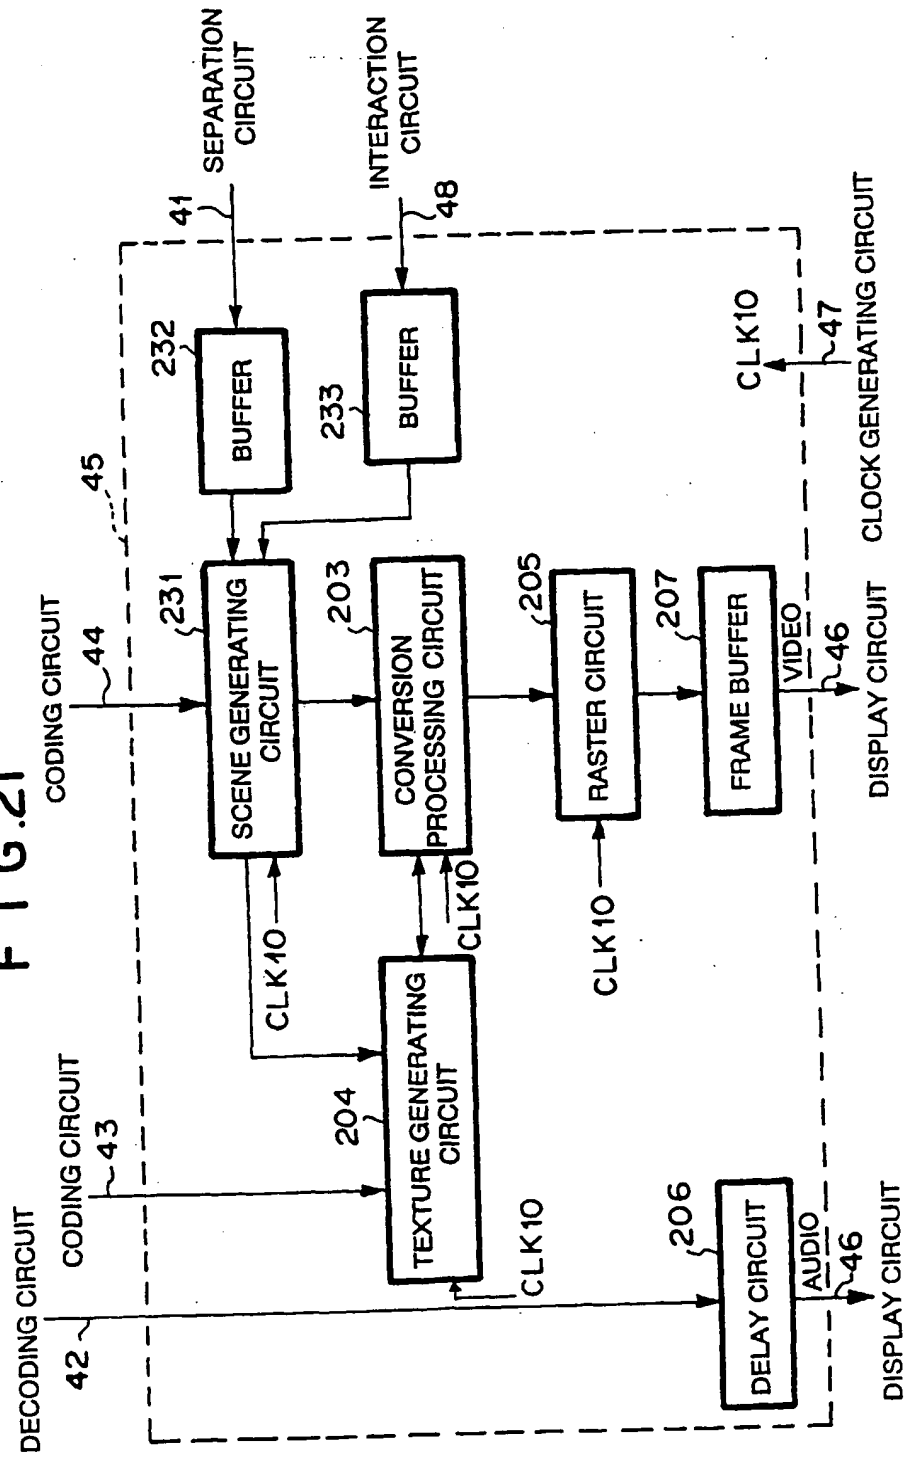 FIG.21
DECODING CIRCUIT
42
CODING CIRCUIT
43
CODING CIRCUIT
44
45
SEPARATION
CIRCUIT
41
INTERACTION
CIRCUIT
48
231
SCENE GENERATING
CIRCUIT
CLK10
232
BUFFER
233
BUFFER
204
TEXTURE GENERATING
CIRCUIT
CLK10
203
CONVERSION
PROCESSING CIRCUIT
CLK10
205
RASTER CIRCUIT
CLK10
206
DELAY CIRCUIT
AUDIO
46
DISPLAY CIRCUIT
207
FRAME BUFFER
VIDEO
46
DISPLAY CIRCUIT
CLK10
47
CLOCK GENERATING CIRCUIT